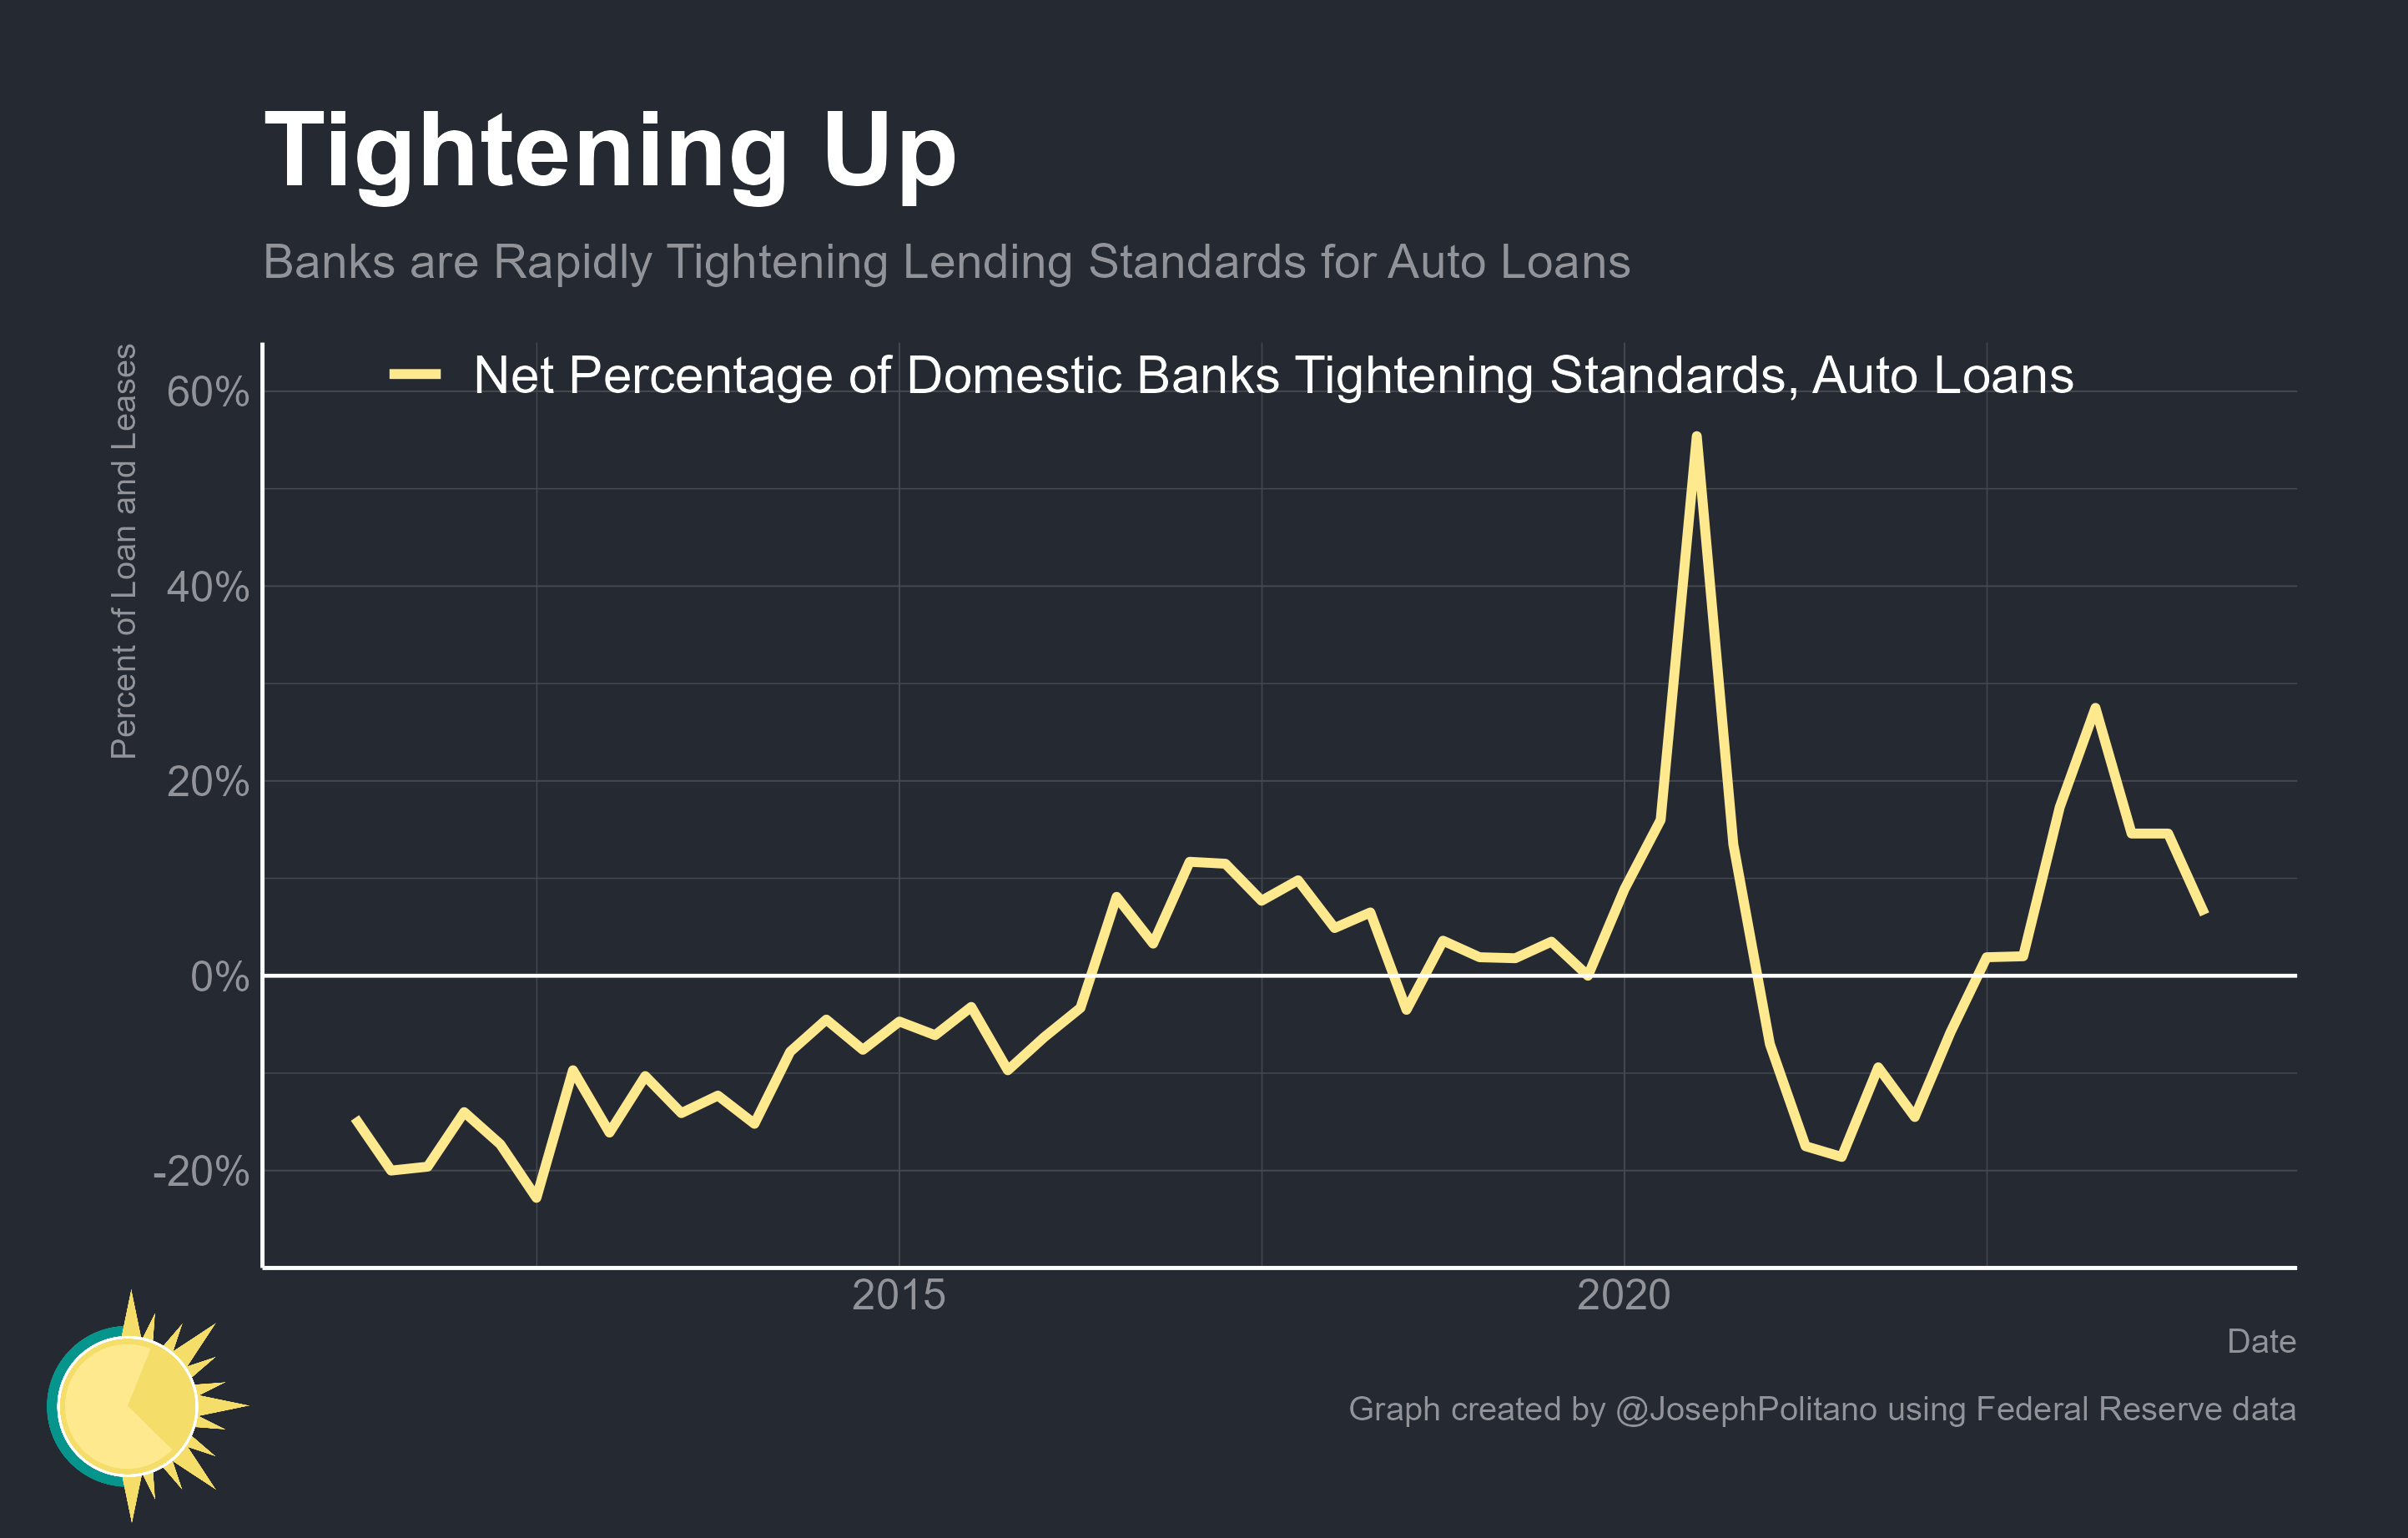 Tightening Up
Banks are Rapidly Tightening Lending Standards for Auto Loans
Net Percentage of Domestic Banks Tightening Standards, Auto Loans
Percent of Loan and Leases
60%
40%
20%
0%
-20%
2015
2020
Date
Graph created by @JosephPolitano using Federal Reserve data